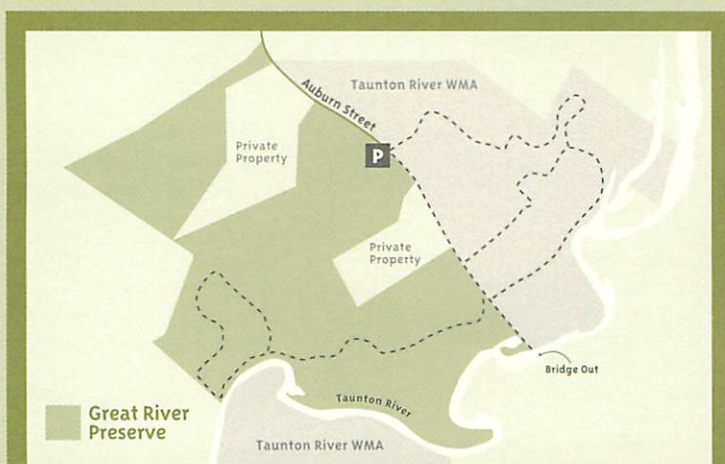 Taunton River WMA
Auburn Street
P
Private
Property
Private
Property
Bridge Out
Taunton River
Great River
Preserve
Taunton River WMA